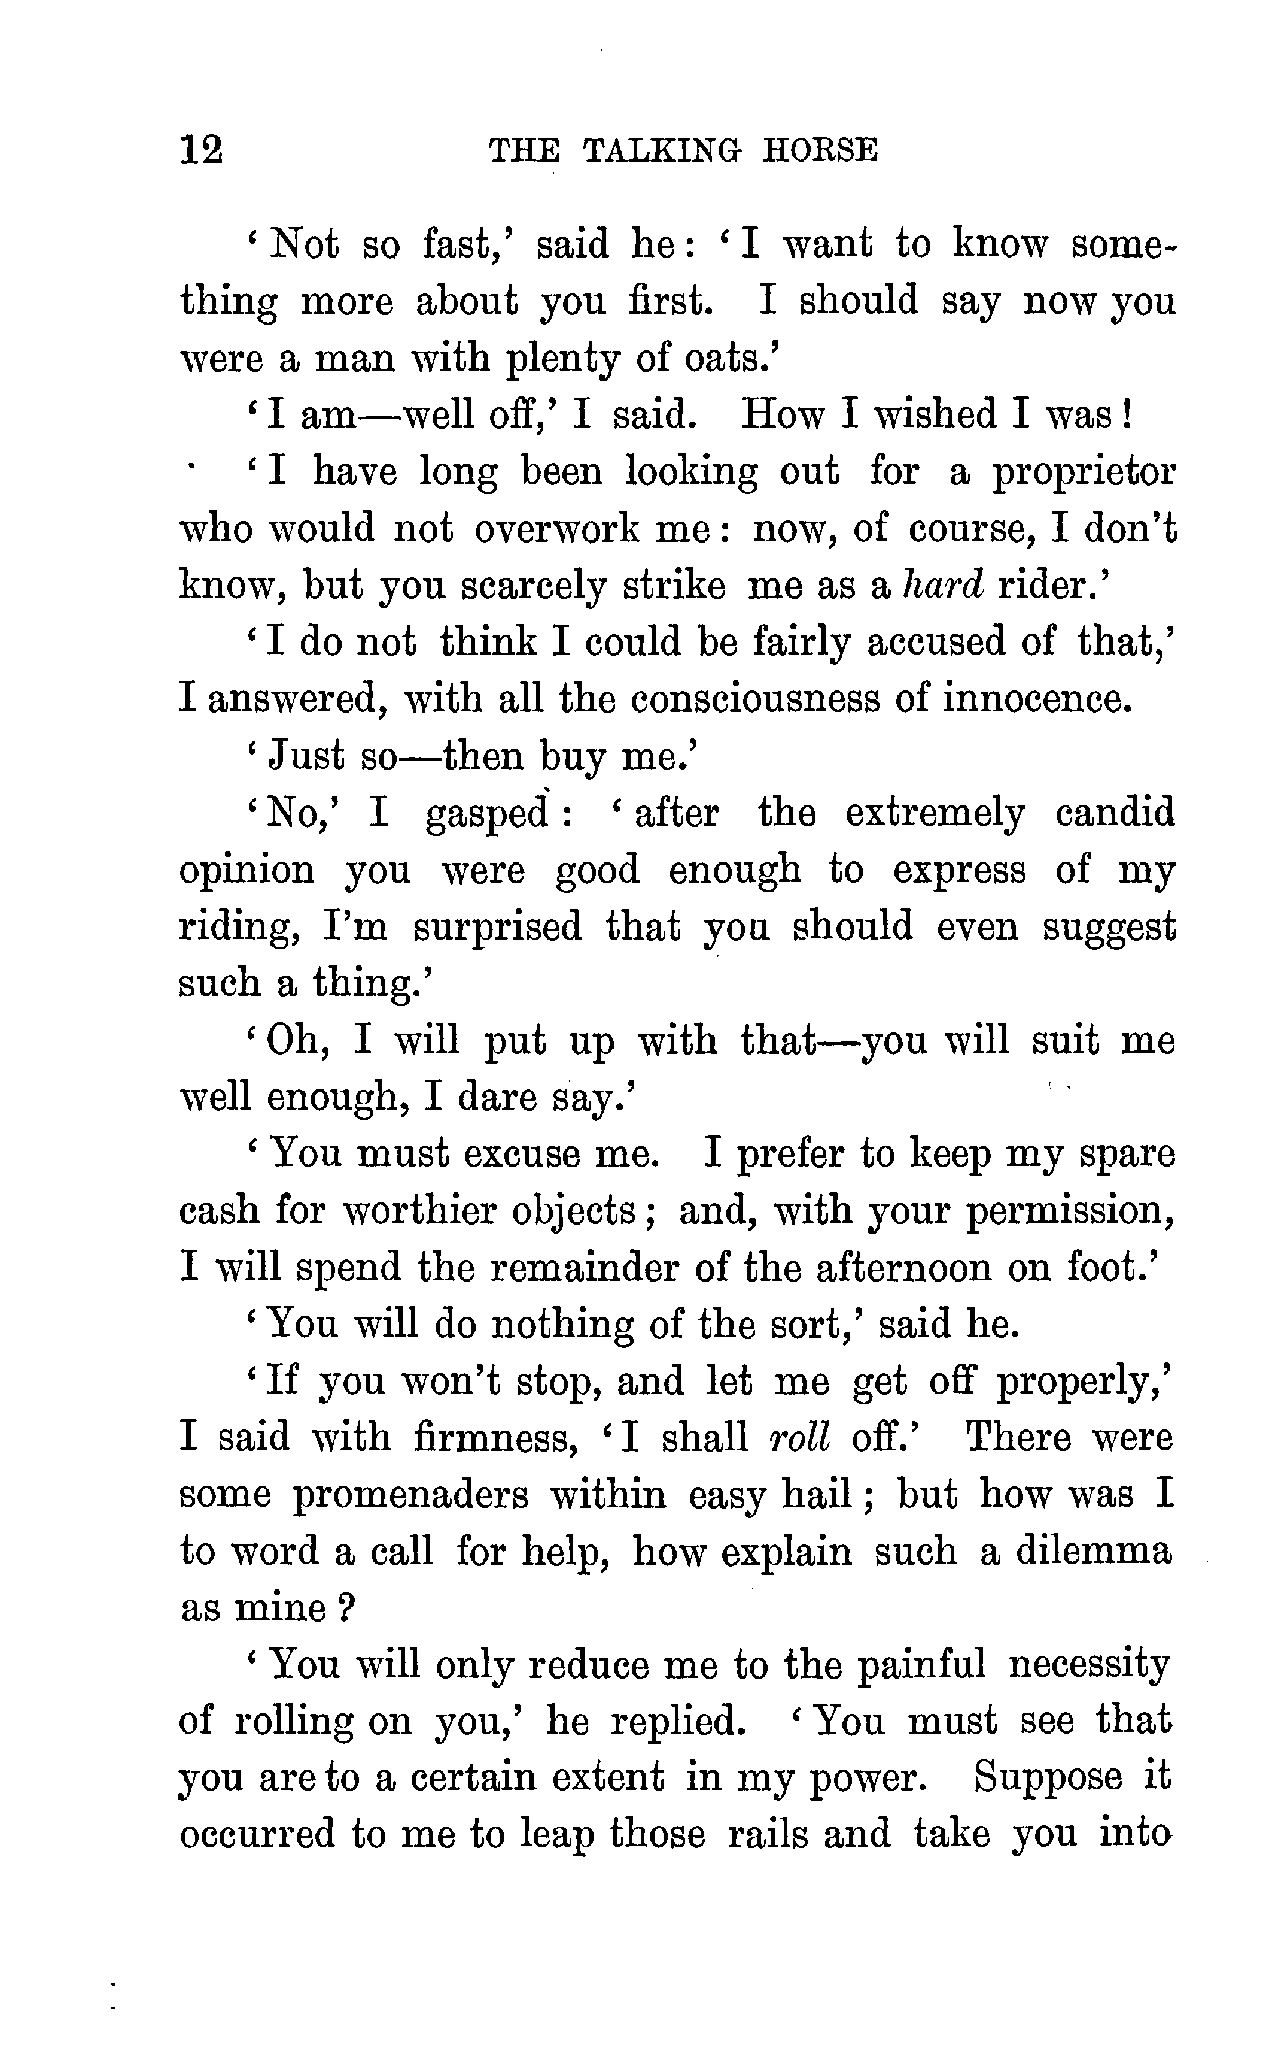 12 THE TALKING HORSE
‘Not so fast,’ said he: ‘I want to know some-
thing more about you first. I should say now you
were a man with plenty of oats.’
‘I am—well off,’ I said. How I wished I was!
‘I have long been looking out for a proprietor
who would not overwork me: now, of course, I don’t
know, but you scarcely strike me as a hard rider.’
‘I do not think I could be fairly accused of that,’
I answered, with all the consciousness of innocence.
‘Just so—then buy me.’
‘No,’ I gasped: ‘after the extremely candid
opinion you were good enough to express of my
riding, I’m surprised that you should even suggest
such a thing.’
‘Oh, I will put up with that—you will suit me
well enough, I dare say.’
‘You must excuse me. I prefer to keep my spare
cash for worthier objects; and, with your permission,
I will spend the remainder of the afternoon on foot.’
‘You will do nothing of the sort,’ said he.
‘If you won’t stop, and let me get off properly,’
I said with firmness, ‘I shall roll off.’ There were
some promenaders within easy hail; but how was I
to word a call for help, how explain such a dilemma
as mine?
‘You will only reduce me to the painful necessity
of rolling on you,’ he replied. ‘You must see that
you are to a certain extent in my power. Suppose it
occurred to me to leap those rails and take you into